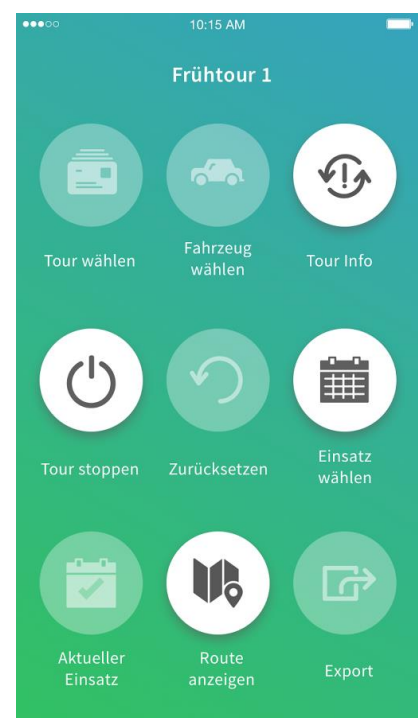 10:15 AM
Frühtour 1
Tour wählen
Fahrzeug
wählen
Tour Info
Tour stoppen
Zurücksetzen
Einsatz
wählen
Aktueller
Einsatz
Route
anzeigen
Export